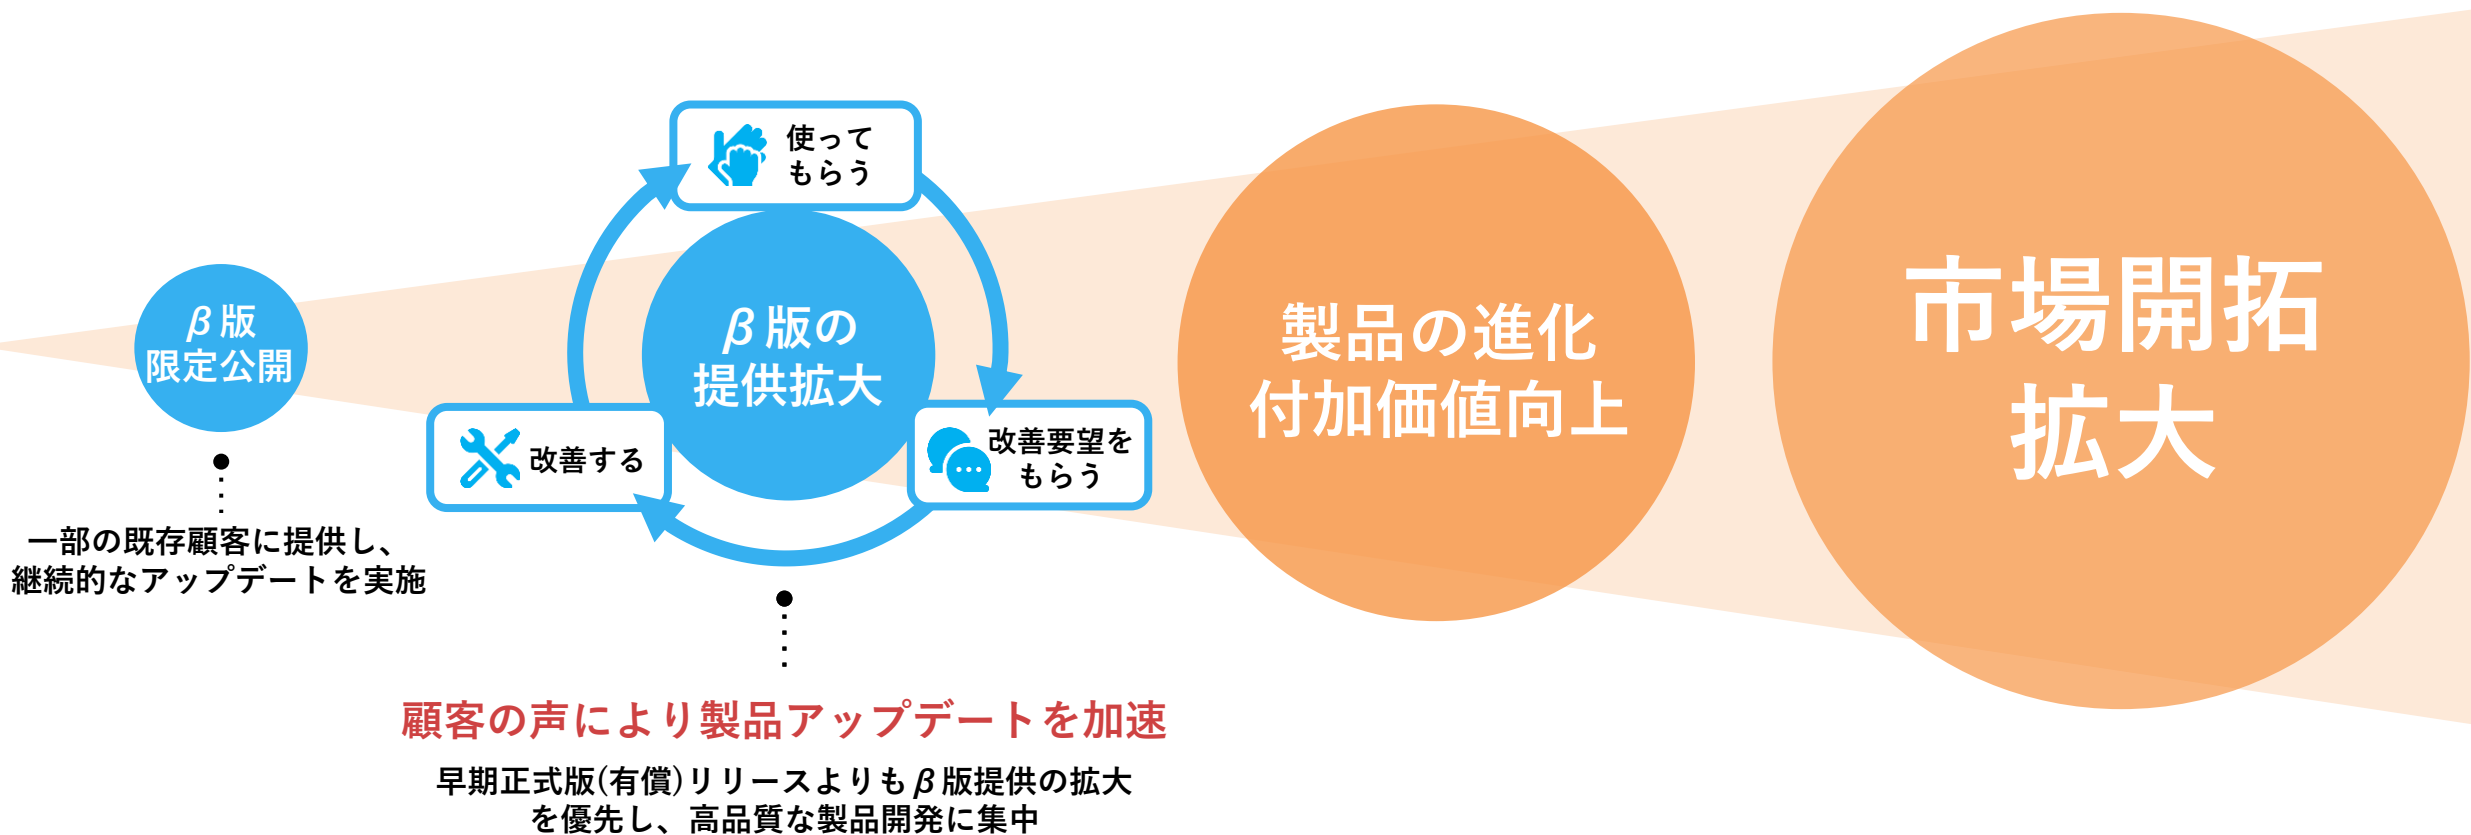 β版
限定公開
一部の既存顧客に提供し、
継続的なアップデートを実施
使って
もらう
β版の
提供拡大
改善する
改善要望を
もらう
顧客の声により製品アップデートを加速
早期正式版(有償)リリースよりもβ版提供の拡大
を優先し、高品質な製品開発に集中
製品の進化
付加価値向上
市場開拓
拡大